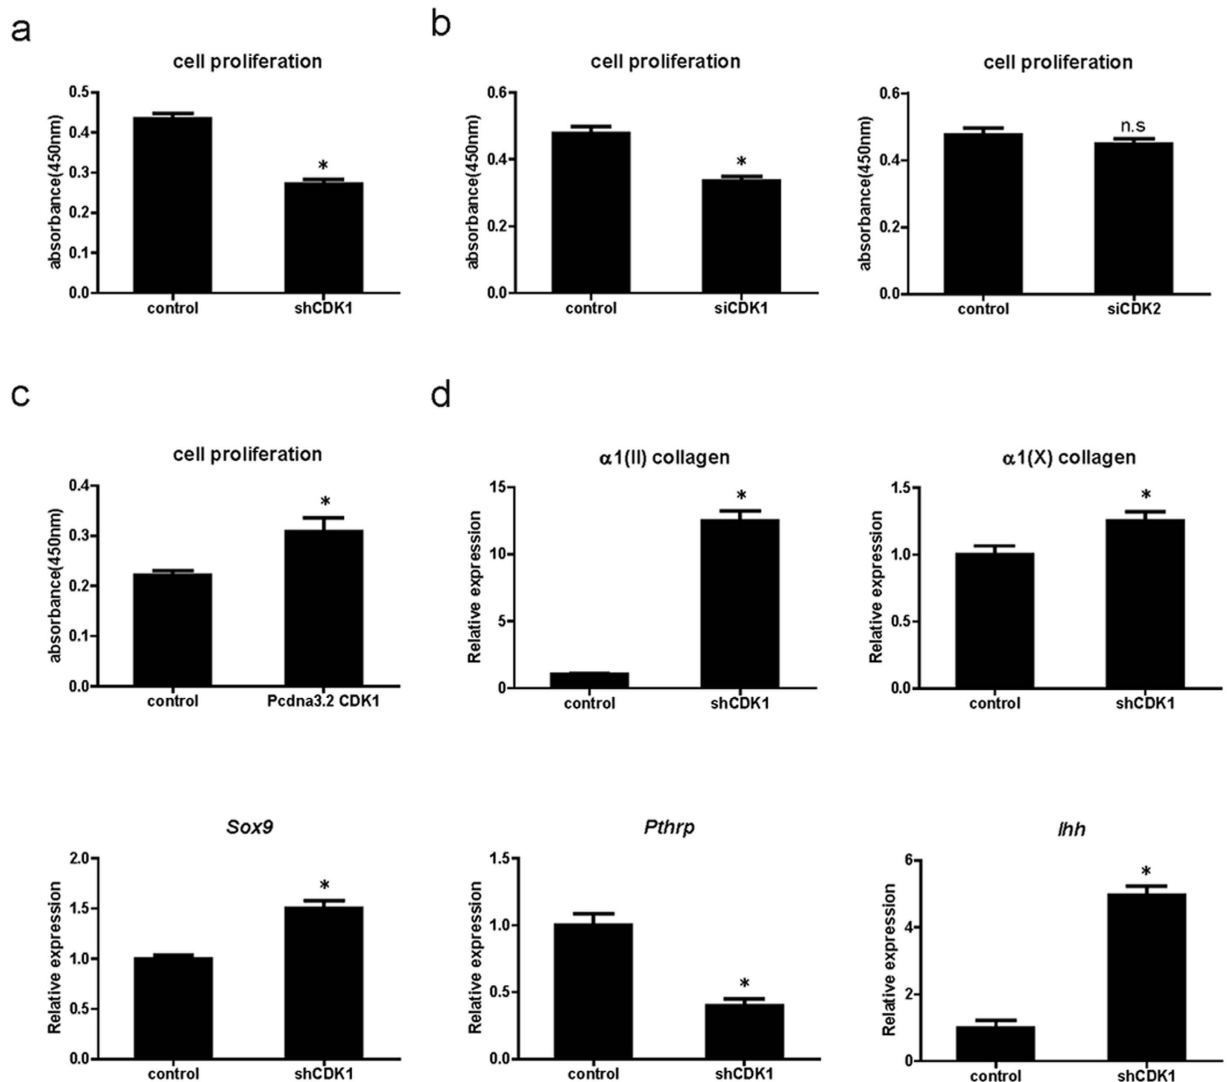 a
cell proliferation
absorbance(450nm)
0.5
0.4
0.3
0.2
0.1
0.0
*
control
shCDK1
b
cell proliferation
absorbance(450nm)
0.6
0.4
0.2
0.0
*
control
siCDK1
cell proliferation
absorbance(450nm)
0.6
0.4
0.2
0.0
n.s
control
siCDK2
c
cell proliferation
absorbance(450nm)
0.4
0.3
0.2
0.1
0.0
*
control
Pcdna3.2 CDK1
d
α1(II) collagen
Relative expression
15
10
5
0
*
control
shCDK1
α1(X) collagen
Relative expression
1.5
1.0
0.5
0.0
*
control
shCDK1
Sox9
Relative expression
2.0
1.5
1.0
0.5
0.0
*
control
shCDK1
Pthrp
Relative expression
1.5
1.0
0.5
0.0
*
control
shCDK1
Ihh
Relative expression
6
4
2
0
*
control
shCDK1